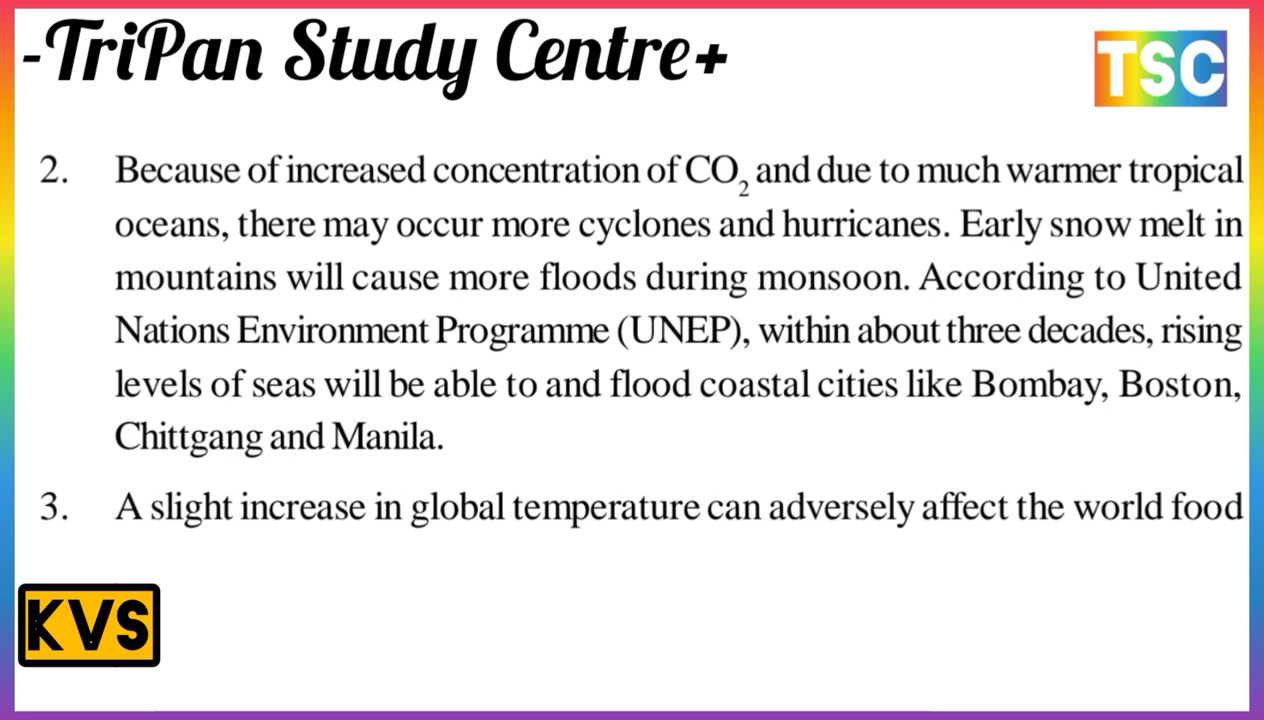 -TriPan Study Centre+
TSC
2. Because of increased concentration of CO₂ and due to much warmer tropical
oceans, there may occur more cyclones and hurricanes. Early snow melt in
mountains will cause more floods during monsoon. According to United
Nations Environment Programme (UNEP), within about three decades, rising
levels of seas will be able to and flood coastal cities like Bombay, Boston,
Chittgang and Manila.
3. A slight increase in global temperature can adversely affect the world food
KVS